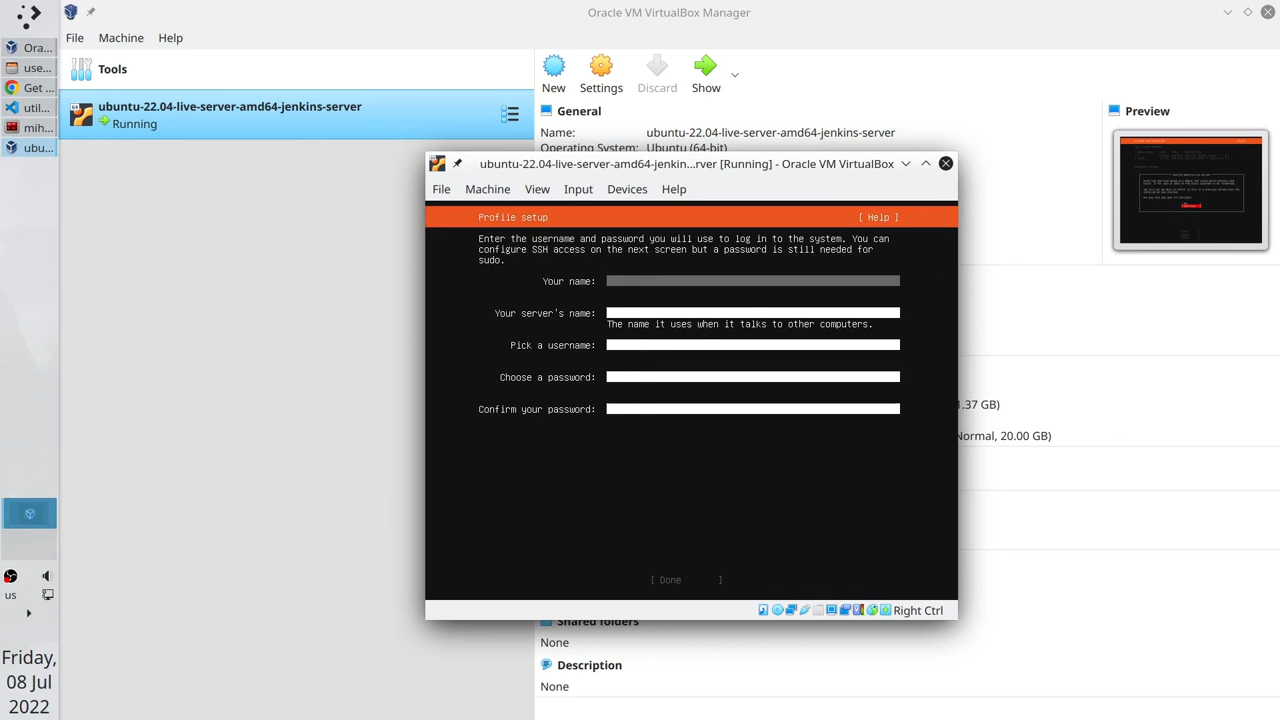 Oracle VM VirtualBox Manager
File Machine Help
Ora...
use...
Get ...
util...
mih...
ubu...
Tools
ubuntu-22.04-live-server-amd64-jenkins-server
Running
New Settings Discard Show
General
Name: ubuntu-22.04-live-server-amd64-jenkins-server
Operating System: Ubuntu (64-bit)
Preview
ubuntu-22.04-live-server-amd64-jenkin...rver [Running] - Oracle VM VirtualBox
File Machine View Input Devices Help
Profile setup [ Help ]
Enter the username and password you will use to log in to the system. You can
configure SSH access on the next screen but a password is still needed for
sudo.
Your name:
Your server's name:
The name it uses when it talks to other computers.
Pick a username:
Choose a password:
Confirm your password:
[ Done ]
Right Ctrl
1.37 GB)
Normal, 20.00 GB)
Shared folders
None
Description
None
us
Friday,
08 Jul
2022